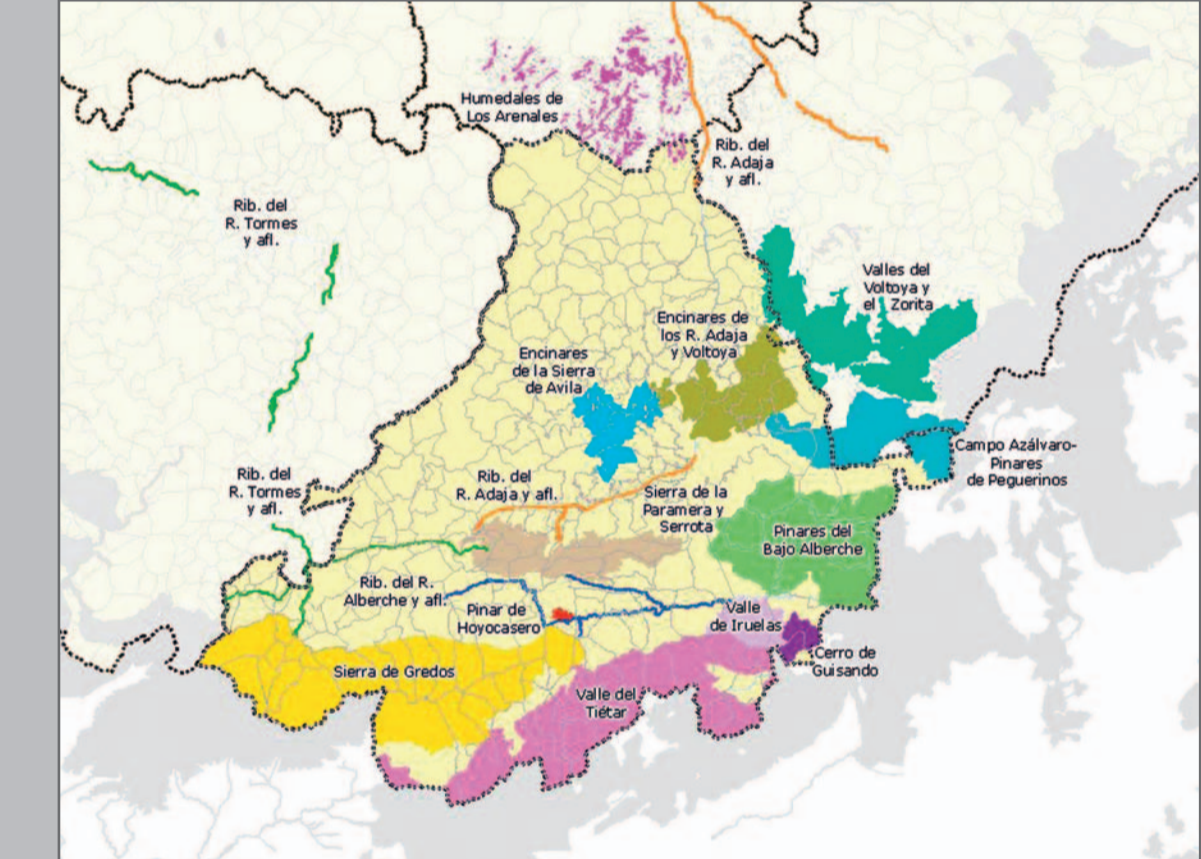 Humedales de
Los Arenales
Rib. del
R. Adaja
y afl.
Rib. del
R. Tormes
y afl.
Valles del
Voltoya y
el Zorita
Encinares de
los R. Adaja
y Voltoya
Encinares
de la Sierra
de Avila
Campo Azálvaro-
Pinares
de Peguerinos
Rib. del
R. Tormes
y afl.
Rib. del
R. Adaja y afl.
Sierra de la
Paramera y
Serrota
Pinares del
Bajo Alberche
Rib. del R.
Alberche y afl.
Pinar de
Hoyocasero
Valle
de Iruelas
Cerro de
Guisando
Sierra de Gredos
Valle del
Tiétar